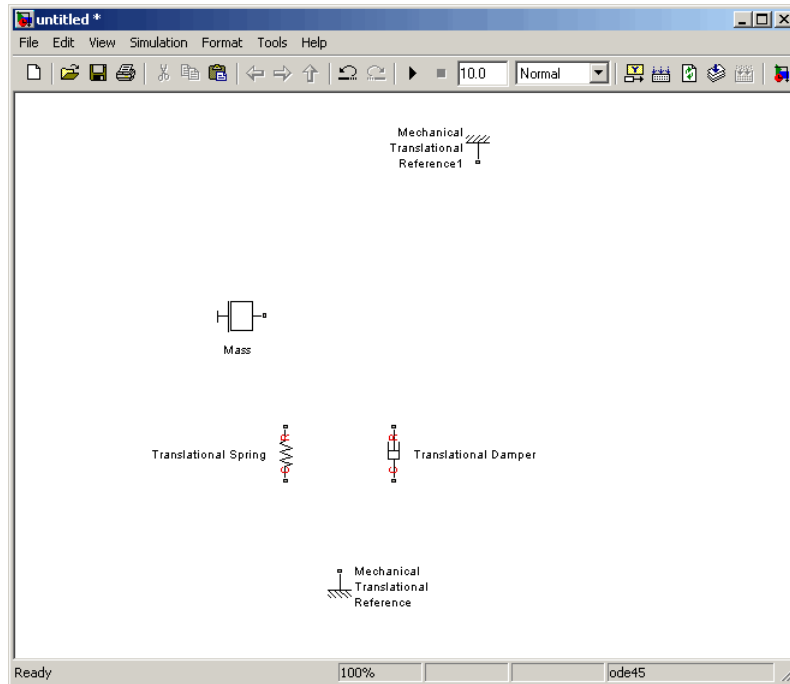 untitled *
File Edit View Simulation Format Tools Help
10.0 Normal
Mechanical
Translational
Reference1
Mass
R R
Translational Spring Translational Damper
C C
Mechanical
Translational
Reference
Ready 100% ode45